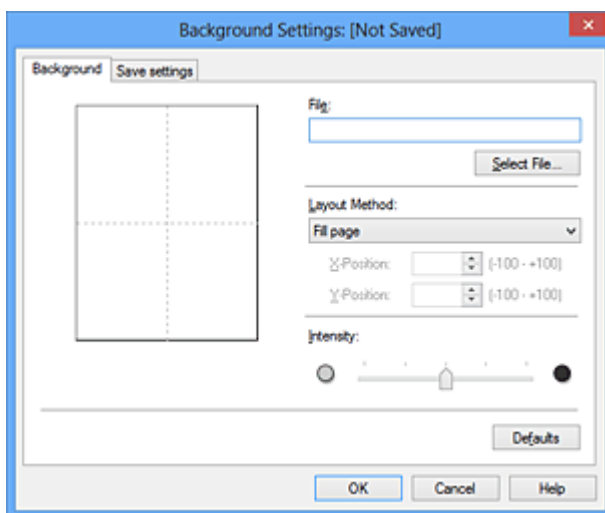 Background Settings: [Not Saved]
Background Save settings
File:
Select File...
Layout Method:
Fill page
X-Position: (-100 - +100)
Y-Position: (-100 - +100)
Intensity:
Defaults
OK Cancel Help